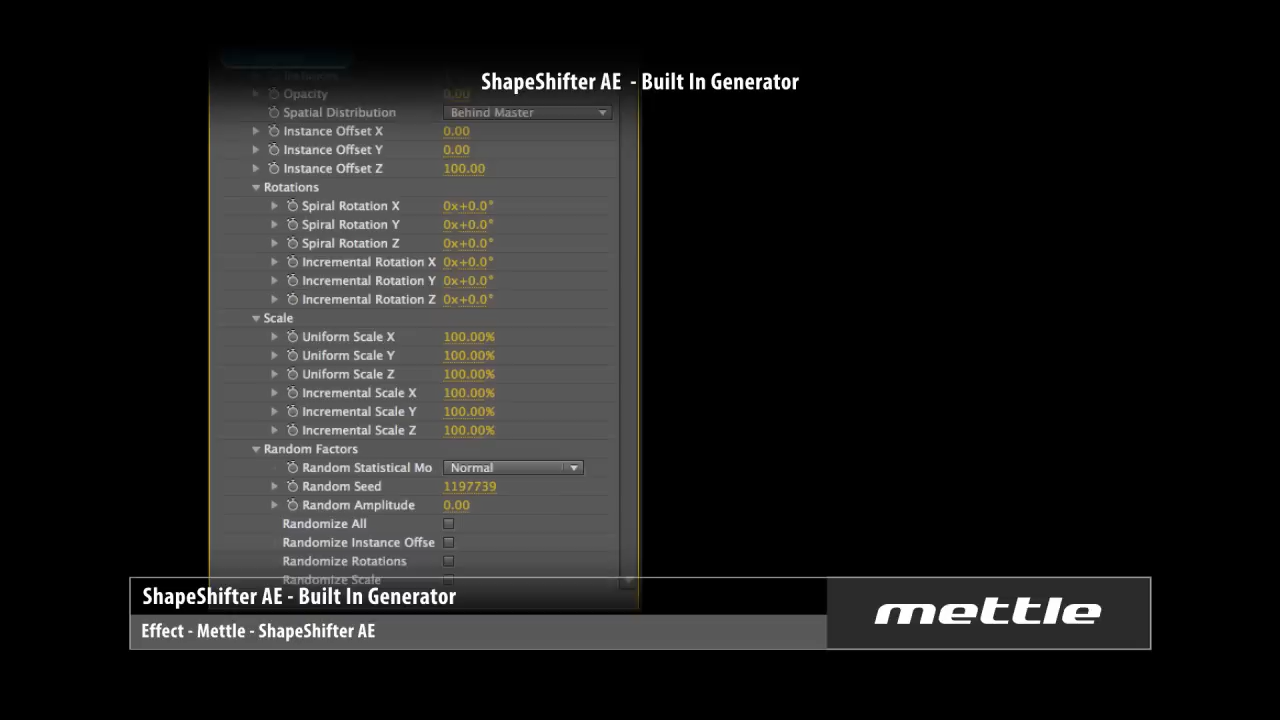 ShapeShifter AE - Built In Generator
Opacity 0.00
Spatial Distribution Behind Master
Instance Offset X 0.00
Instance Offset Y 0.00
Instance Offset Z 100.00
Rotations
Spiral Rotation X 0x+0.0°
Spiral Rotation Y 0x+0.0°
Spiral Rotation Z 0x+0.0°
Incremental Rotation X 0x+0.0°
Incremental Rotation Y 0x+0.0°
Incremental Rotation Z 0x+0.0°
Scale
Uniform Scale X 100.00%
Uniform Scale Y 100.00%
Uniform Scale Z 100.00%
Incremental Scale X 100.00%
Incremental Scale Y 100.00%
Incremental Scale Z 100.00%
Random Factors
Random Statistical Mo Normal
Random Seed 1197739
Random Amplitude 0.00
Randomize All
Randomize Instance Offse
Randomize Rotations
Randomize Scale
ShapeShifter AE - Built In Generator
Effect - Mettle - ShapeShifter AE
mettle